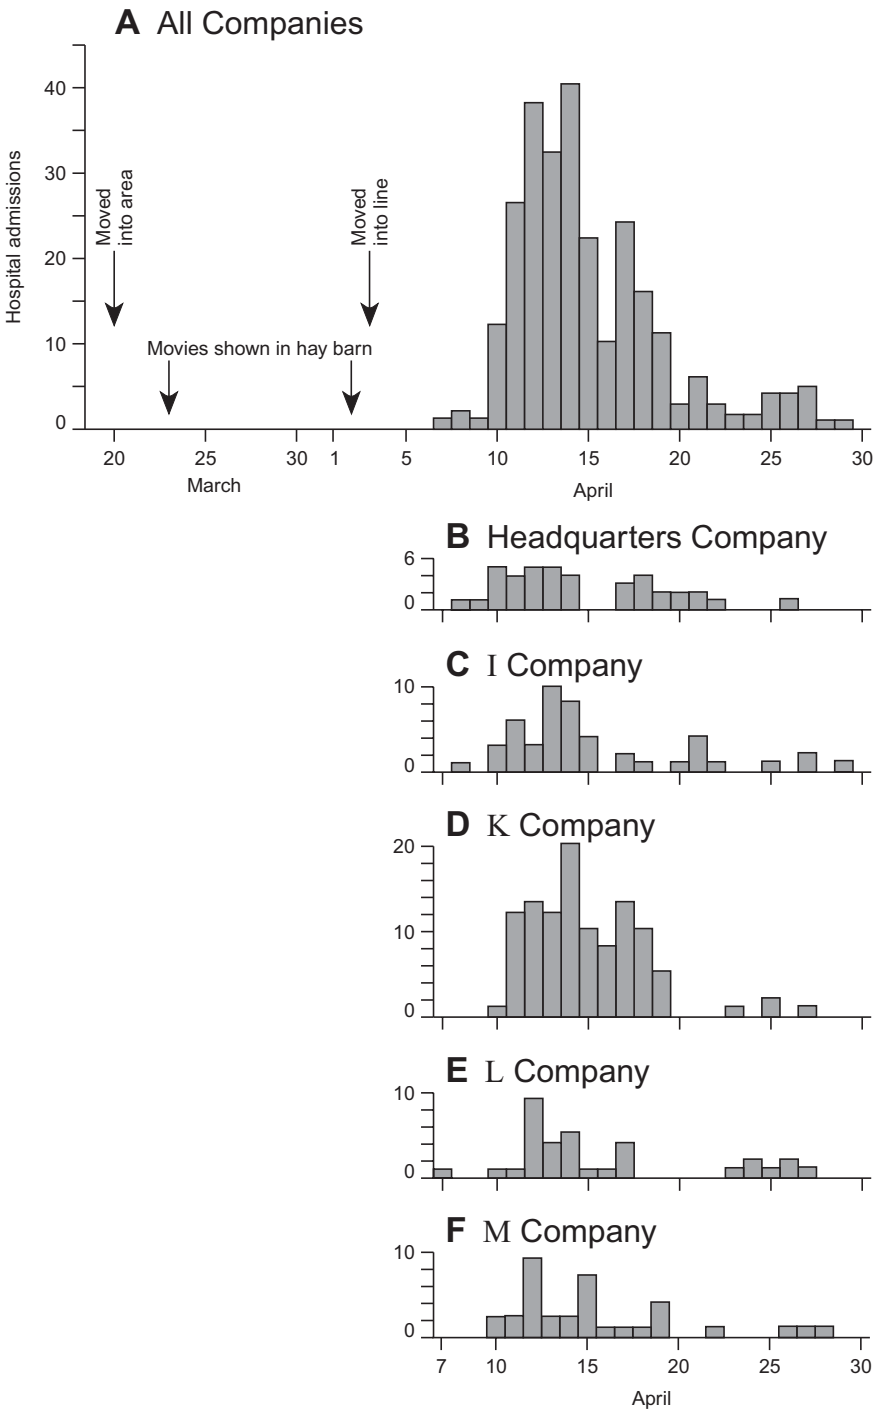 A All Companies
Hospital admissions
40
30
20
10
0
Moved
into area
Moved
into line
Movies shown in hay barn
20 25 30 1 5 10 15 20 25 30
March April
B Headquarters Company
6
0
C I Company
10
0
D K Company
20
10
0
E L Company
10
0
F M Company
10
0
7 10 15 20 25 30
April